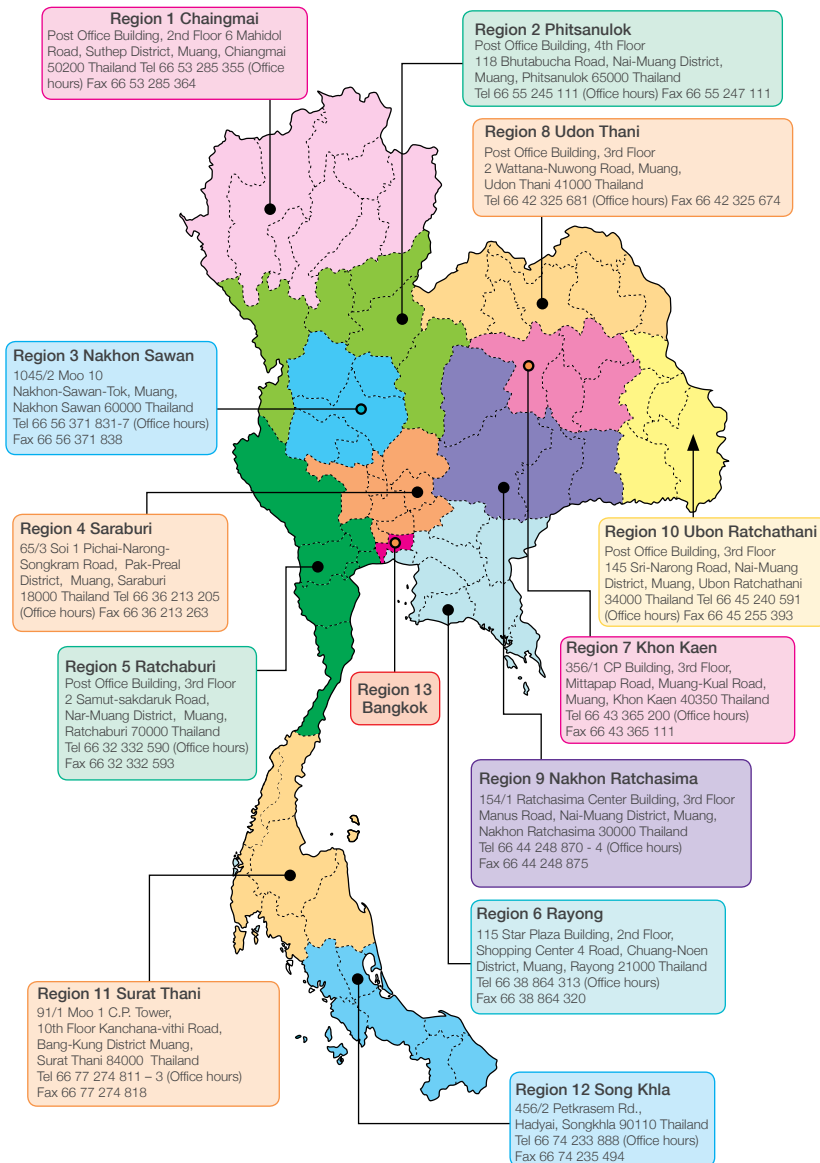 Region 1 Chaingmai
Post Office Building, 2nd Floor 6 Mahidol
Road, Suthep District, Muang, Chiangmai
50200 Thailand Tel 66 53 285 355 (Office
hours) Fax 66 53 285 364
Region 2 Phitsanulok
Post Office Building, 4th Floor
118 Bhutabucha Road, Nai-Muang District,
Muang, Phitsanulok 65000 Thailand
Tel 66 55 245 111 (Office hours) Fax 66 55 247 111
Region 8 Udon Thani
Post Office Building, 3rd Floor
2 Wattana-Nuwong Road, Muang,
Udon Thani 41000 Thailand
Tel 66 42 325 681 (Office hours) Fax 66 42 325 674
Region 3 Nakhon Sawan
1045/2 Moo 10
Nakhon-Sawan-Tok, Muang,
Nakhon Sawan 60000 Thailand
Tel 66 56 371 831-7 (Office hours)
Fax 66 56 371 838
Region 4 Saraburi
65/3 Soi 1 Pichai-Narong-
Songkram Road, Pak-Preal
District, Muang, Saraburi
18000 Thailand Tel 66 36 213 205
(Office hours) Fax 66 36 213 263
Region 10 Ubon Ratchathani
Post Office Building, 3rd Floor
145 Sri-Narong Road, Nai-Muang
District, Muang, Ubon Ratchathani
34000 Thailand Tel 66 45 240 591
(Office hours) Fax 66 45 255 393
Region 7 Khon Kaen
356/1 CP Building, 3rd Floor,
Mittapap Road, Muang-Kual Road,
Muang, Khon Kaen 40350 Thailand
Tel 66 43 365 200 (Office hours)
Fax 66 43 365 111
Region 5 Ratchaburi
Post Office Building, 3rd Floor
2 Samut-sakdaruk Road,
Nar-Muang District, Muang,
Ratchaburi 70000 Thailand
Tel 66 32 332 590 (Office hours)
Fax 66 32 332 593
Region 13
Bangkok
Region 9 Nakhon Ratchasima
154/1 Ratchasima Center Building, 3rd Floor
Manus Road, Nai-Muang District, Muang,
Nakhon Ratchasima 30000 Thailand
Tel 66 44 248 870 - 4 (Office hours)
Fax 66 44 248 875
Region 6 Rayong
115 Star Plaza Building, 2nd Floor,
Shopping Center 4 Road, Chuang-Noen
District, Muang, Rayong 21000 Thailand
Tel 66 38 864 313 (Office hours)
Fax 66 38 864 320
Region 11 Surat Thani
91/1 Moo 1 C.P. Tower,
10th Floor Kanchana-vithi Road,
Bang-Kung District Muang,
Surat Thani 84000 Thailand
Tel 66 77 274 811 – 3 (Office hours)
Fax 66 77 274 818
Region 12 Song Khla
456/2 Petkrasem Rd.,
Hadyai, Songkhla 90110 Thailand
Tel 66 74 233 888 (Office hours)
Fax 66 74 235 494